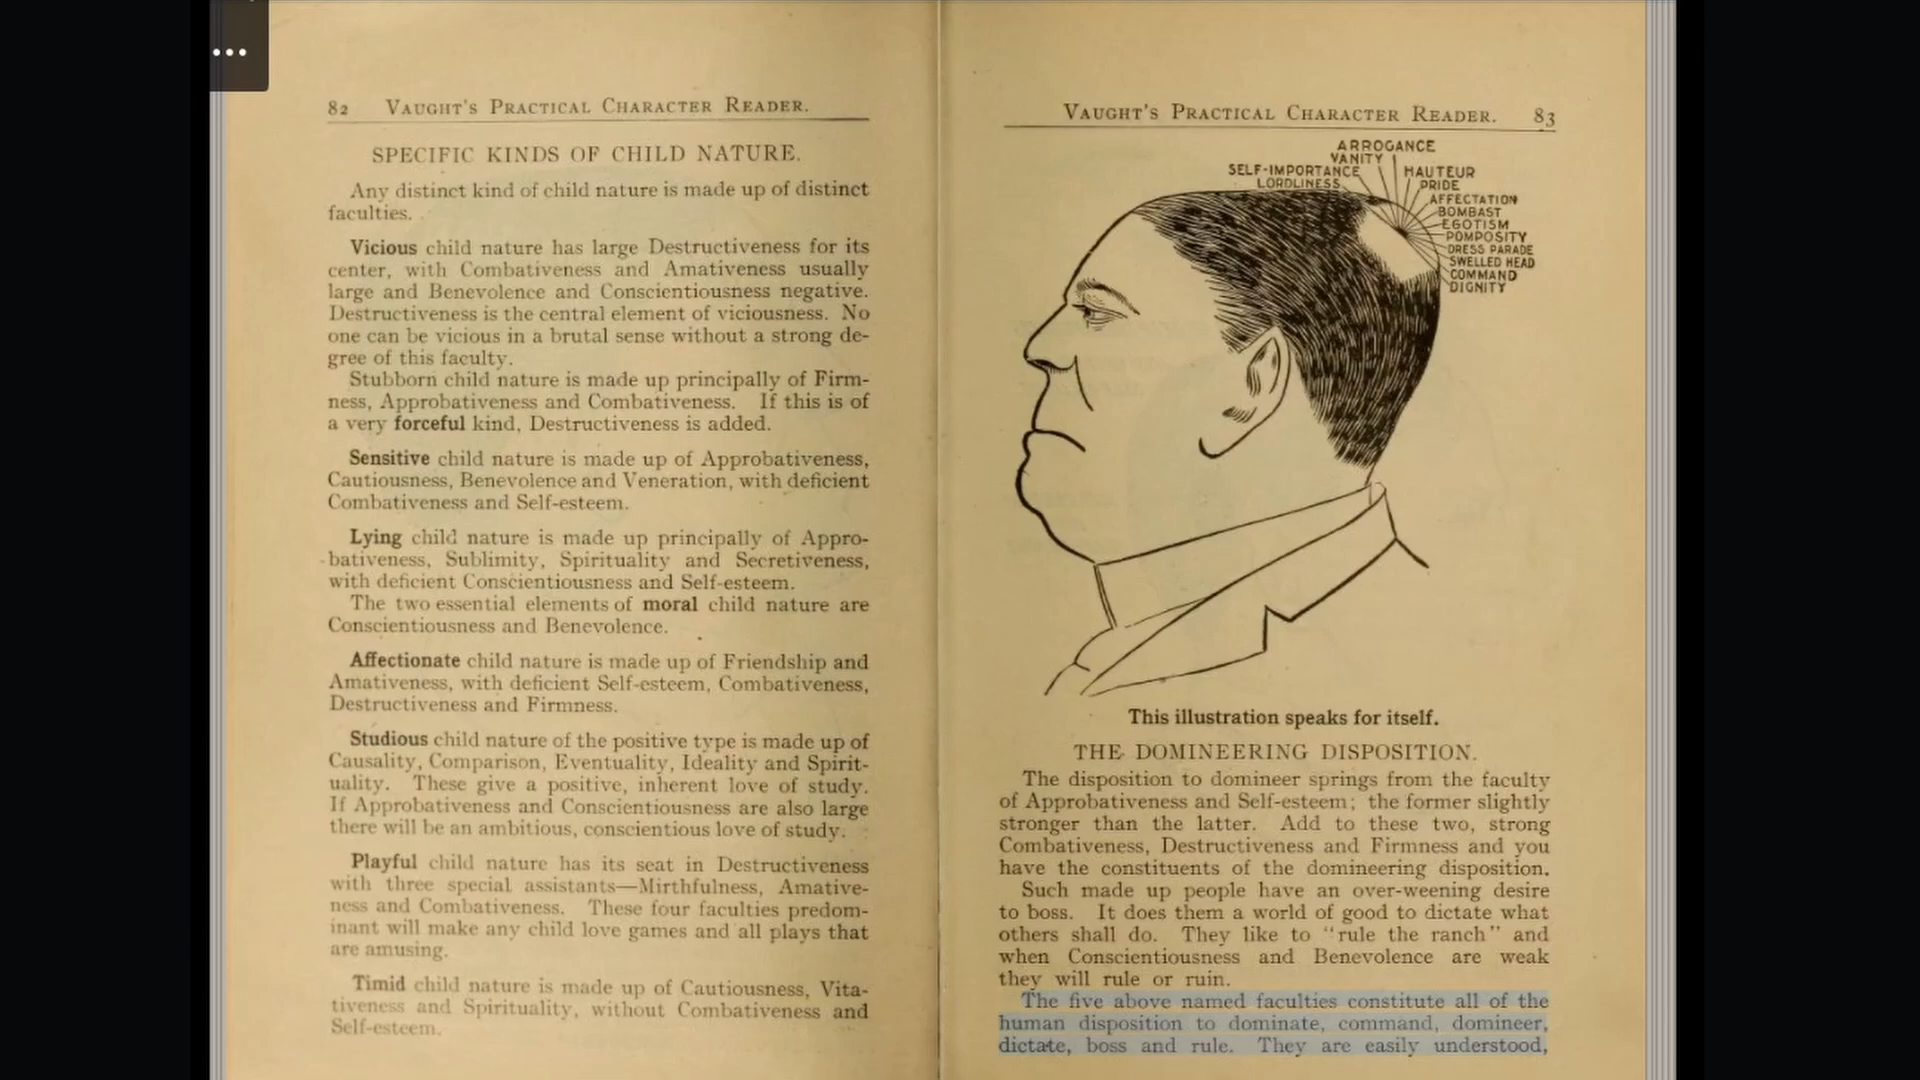 82 VAUGHT'S PRACTICAL CHARACTER READER.
SPECIFIC KINDS OF CHILD NATURE.
Any distinct kind of child nature is made up of distinct
faculties.
Vicious child nature has large Destructiveness for its
center, with Combativeness and Amativeness usually
large and Benevolence and Conscientiousness negative.
Destructiveness is the central element of viciousness. No
one can be vicious in a brutal sense without a strong de-
gree of this faculty.
Stubborn child nature is made up principally of Firm-
ness, Approbativeness and Combativeness. If this is of
a very forceful kind, Destructiveness is added.
Sensitive child nature is made up of Approbativeness,
Cautiousness, Benevolence and Veneration, with deficient
Combativeness and Self-esteem.
Lying child nature is made up principally of Appro-
bativeness, Sublimity, Spirituality and Secretiveness,
with deficient Conscientiousness and Self-esteem.
The two essential elements of moral child nature are
Conscientiousness and Benevolence.
Affectionate child nature is made up of Friendship and
Amativeness, with deficient Self-esteem, Combativeness,
Destructiveness and Firmness.
Studious child nature of the positive type is made up of
Causality, Comparison, Eventuality, Ideality and Spirit-
uality. These give a positive, inherent love of study.
If Approbativeness and Conscientiousness are also large
there will be an ambitious, conscientious love of study.
Playful child nature has its seat in Destructiveness
with three special assistants—Mirthfulness, Amative-
ness and Combativeness. These four faculties predom-
inant will make any child love games and all plays that
are amusing.
Timid child nature is made up of Cautiousness, Vita-
tiveness and Spirituality, without Combativeness and
Self-esteem.
VAUGHT'S PRACTICAL CHARACTER READER. 83
ARROGANCE
VANITY
SELF-IMPORTANCE
LORDLINESS
HAUTEUR
PRIDE
AFFECTATION
BOMBAST
EGOTISM
POMPOSITY
DRESS PARADE
SWELLED HEAD
COMMAND
DIGNITY
This illustration speaks for itself.
THE DOMINEERING DISPOSITION.
The disposition to domineer springs from the faculty
of Approbativeness and Self-esteem; the former slightly
stronger than the latter. Add to these two, strong
Combativeness, Destructiveness and Firmness and you
have the constituents of the domineering disposition.
Such made up people have an over-weening desire
to boss. It does them a world of good to dictate what
others shall do. They like to "rule the ranch" and
when Conscientiousness and Benevolence are weak
they will rule or ruin.
The five above named faculties constitute all of the
human disposition to dominate, command, domineer,
dictate, boss and rule. They are easily understood,